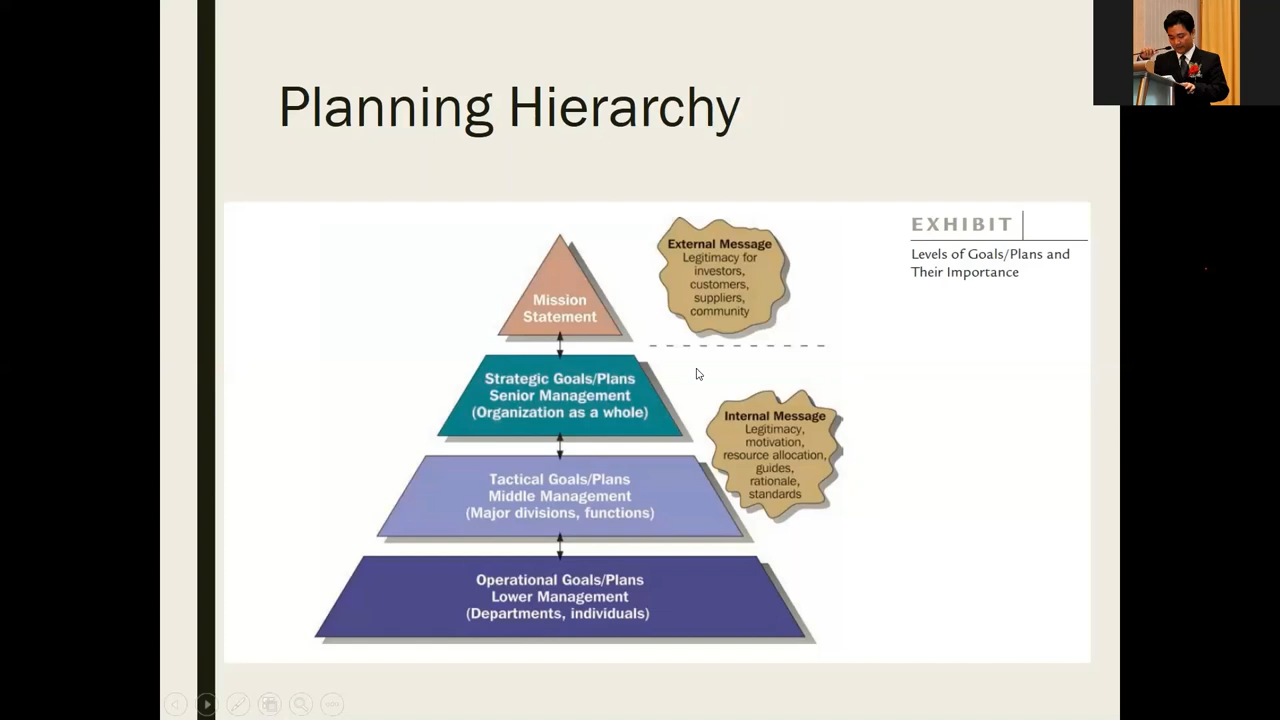 Planning Hierarchy
EXHIBIT
Levels of Goals/Plans and
Their Importance
External Message
Legitimacy for
investors,
customers,
suppliers,
community
Mission
Statement
Strategic Goals/Plans
Senior Management
(Organization as a whole)
Internal Message
Legitimacy,
motivation,
resource allocation,
guides,
rationale,
standards
Tactical Goals/Plans
Middle Management
(Major divisions, functions)
Operational Goals/Plans
Lower Management
(Departments, individuals)